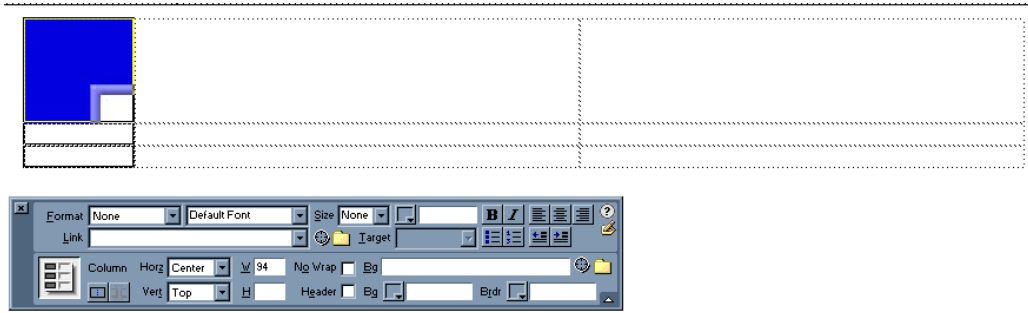 Format None Default Font Size None B I ?
Link Target
Column Horz Center W 94 No Wrap Bg
Vert Top H Header Bg Brdr